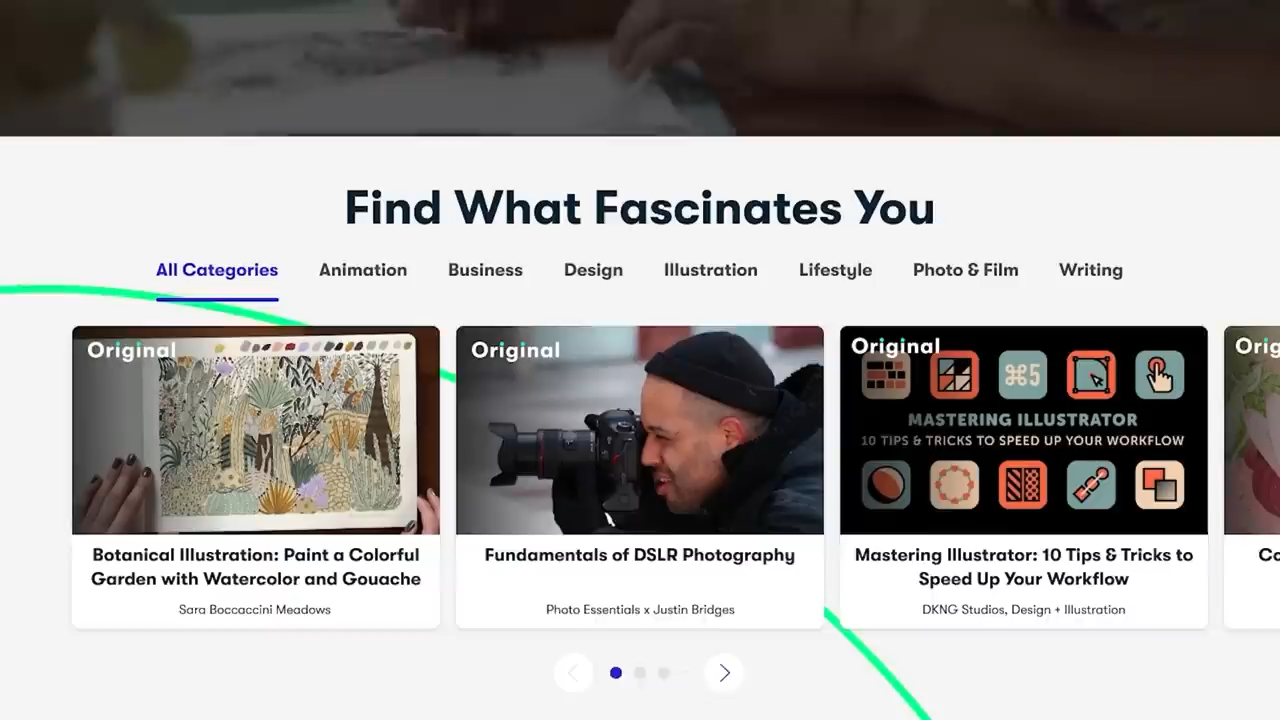 Find What Fascinates You
All Categories Animation Business Design Illustration Lifestyle Photo & Film Writing
Original
Botanical Illustration: Paint a Colorful
Garden with Watercolor and Gouache
Sara Boccaccini Meadows
Original
Fundamentals of DSLR Photography
Photo Essentials x Justin Bridges
Original
⌘5
MASTERING ILLUSTRATOR
10 TIPS & TRICKS TO SPEED UP YOUR WORKFLOW
Mastering Illustrator: 10 Tips & Tricks to
Speed Up Your Workflow
DKNG Studios, Design + Illustration